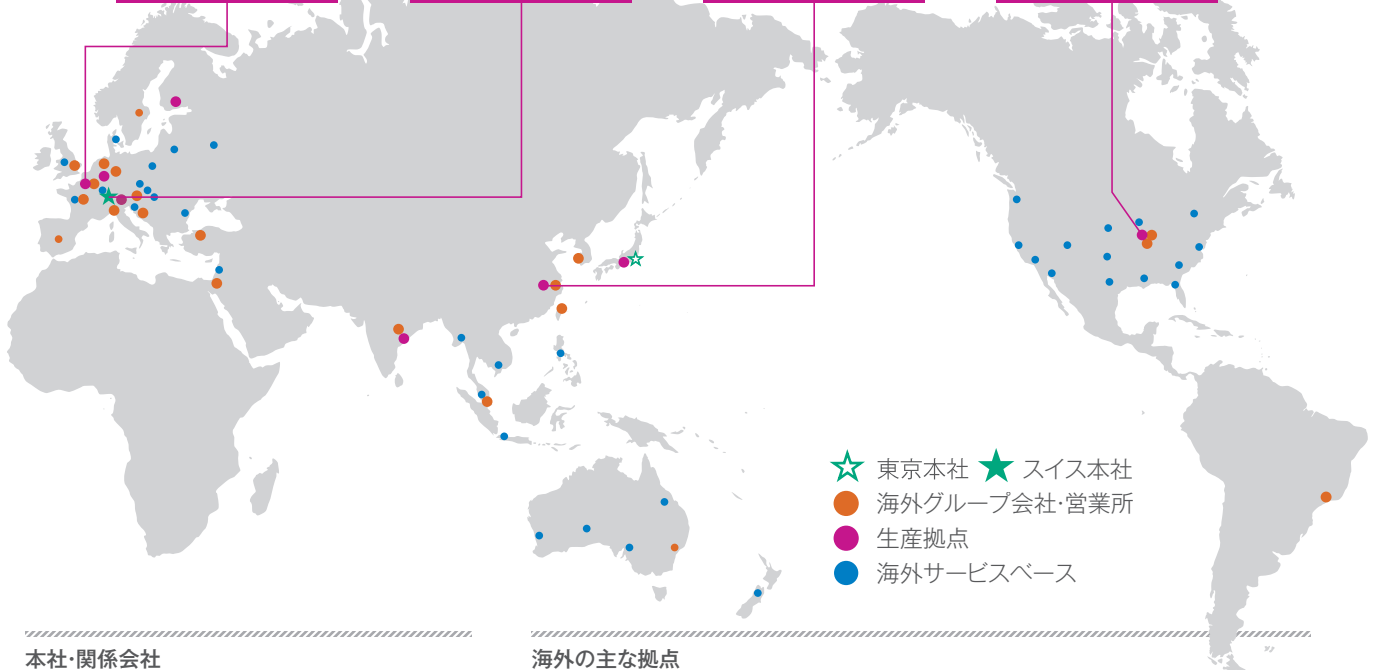 東京本社 スイス本社
海外グループ会社・営業所
生産拠点
海外サービスベース
本社・関係会社
海外の主な拠点